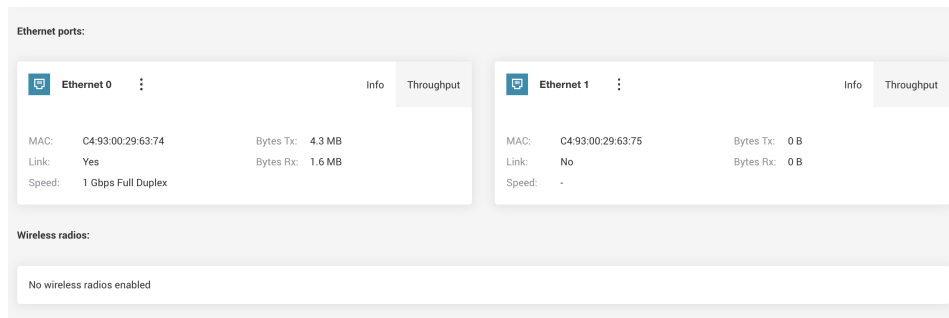 Ethernet ports:
Ethernet 0 Info Throughput
MAC: C4:93:00:29:63:74 Bytes Tx: 4.3 MB
Link: Yes Bytes Rx: 1.6 MB
Speed: 1 Gbps Full Duplex
Ethernet 1 Info Throughput
MAC: C4:93:00:29:63:75 Bytes Tx: 0 B
Link: No Bytes Rx: 0 B
Speed: -
Wireless radios:
No wireless radios enabled